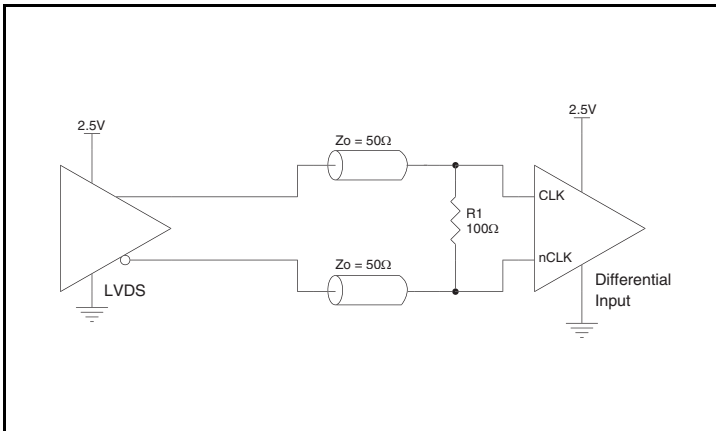 2.5V
2.5V
Zo = 50Ω
CLK
R1
100Ω
Zo = 50Ω
nCLK
LVDS
Differential
Input